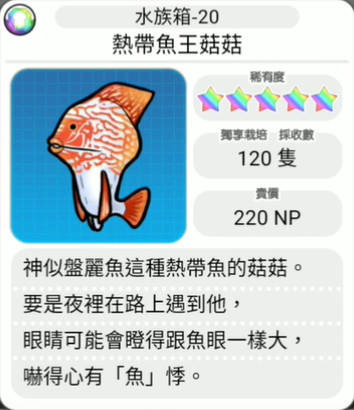 水族箱-20
熱帶魚王菇菇
稀有度
獨享栽培 採收數
120 隻
賣價
220 NP
神似盤麗魚這種熱帶魚的菇菇。
要是夜裡在路上遇到他，
眼睛可能會瞪得跟魚眼一樣大，
嚇得心有「魚」悸。